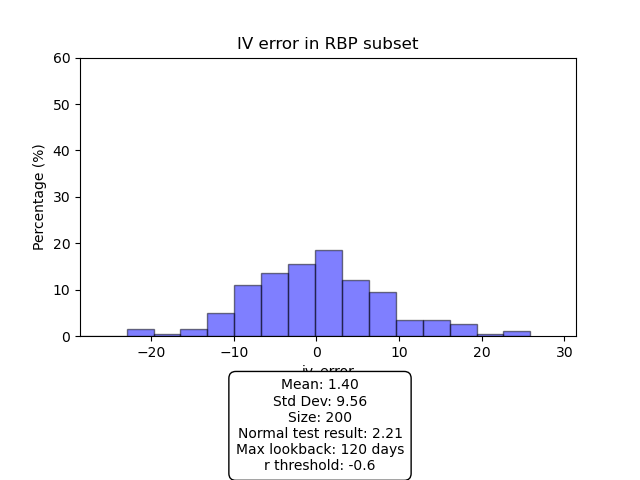 IV error in RBP subset
60
50
40
30
20
10
0
Percentage (%)
−20
−10
0
10
20
30
iv_error
Mean: 1.40
Std Dev: 9.56
Size: 200
Normal test result: 2.21
Max lookback: 120 days
r threshold: -0.6